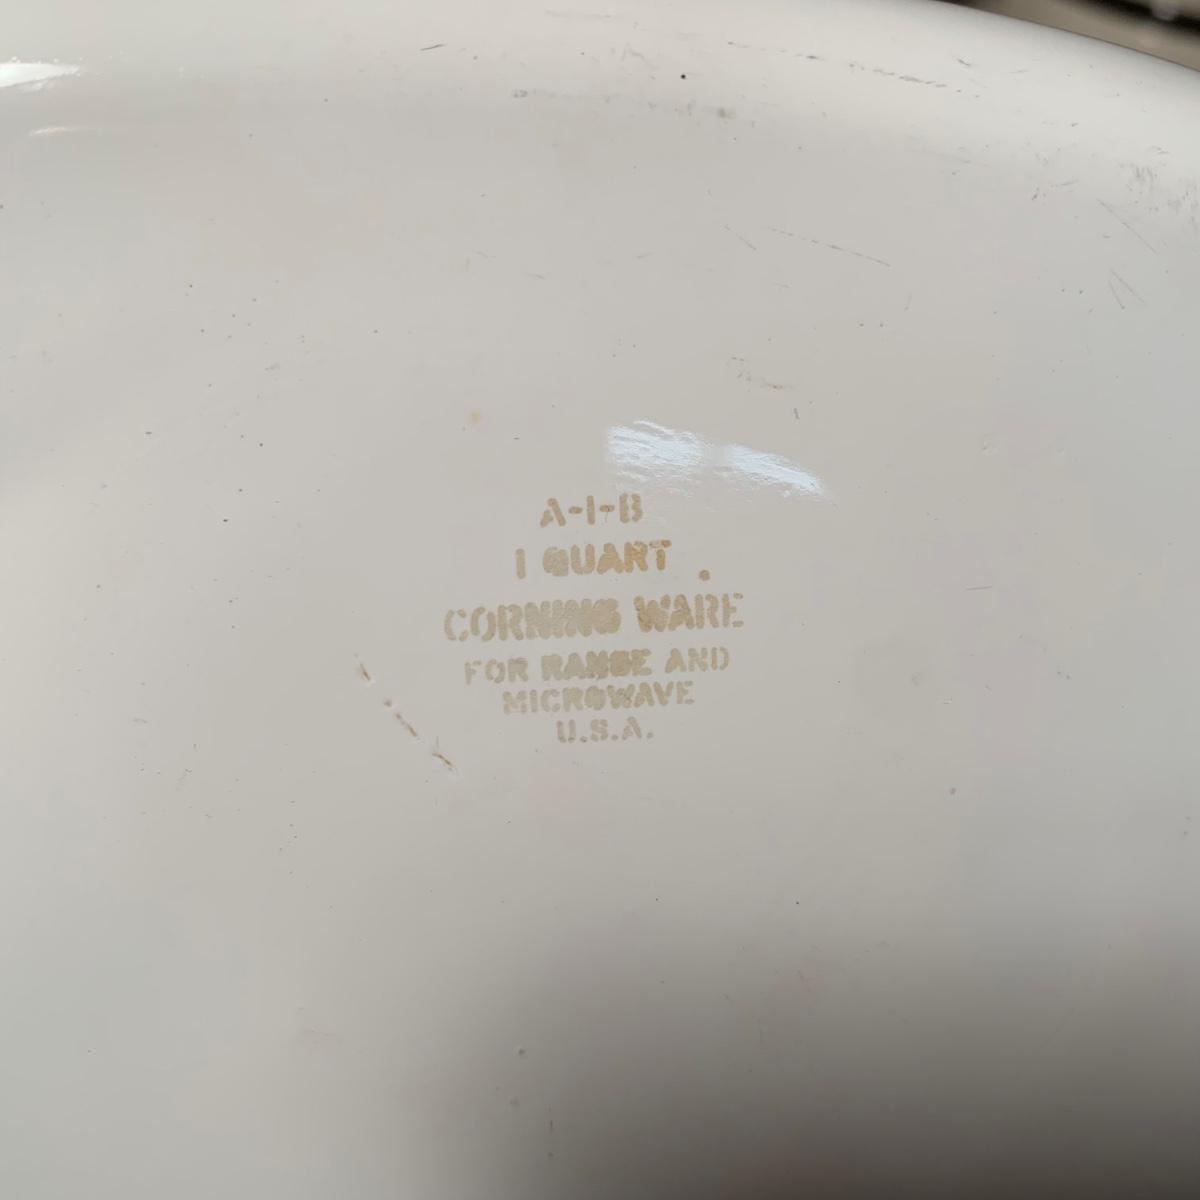 A-1-B
1 QUART
CORNING WARE
FOR RANGE AND
MICROWAVE
U.S.A.